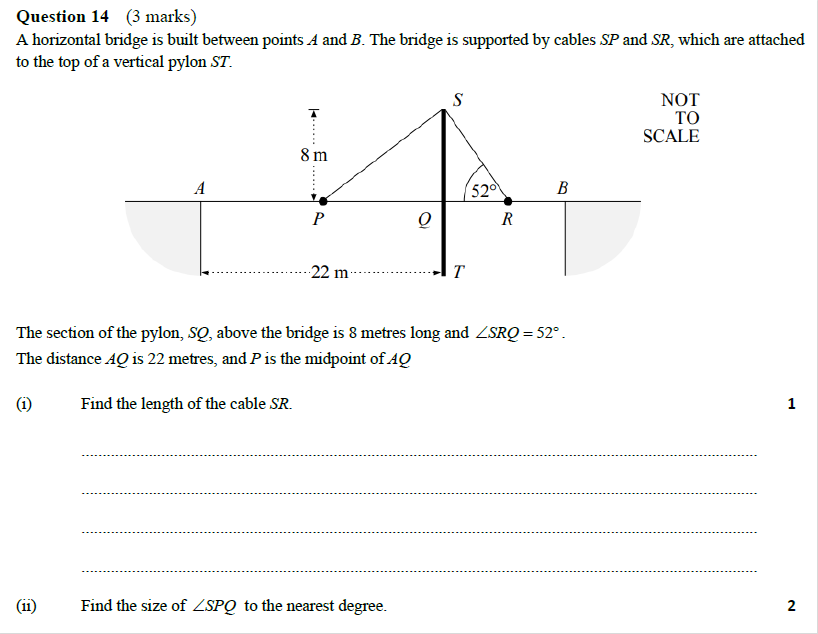 Question 14 (3 marks)
A horizontal bridge is built between points A and B. The bridge is supported by cables SP and SR, which are attached
to the top of a vertical pylon ST.
S
NOT
TO
SCALE
8 m
A
52°
B
P
Q
R
22 m
T
The section of the pylon, SQ, above the bridge is 8 metres long and ∠SRQ = 52° .
The distance AQ is 22 metres, and P is the midpoint of AQ
(i) Find the length of the cable SR. 1
(ii) Find the size of ∠SPQ to the nearest degree. 2